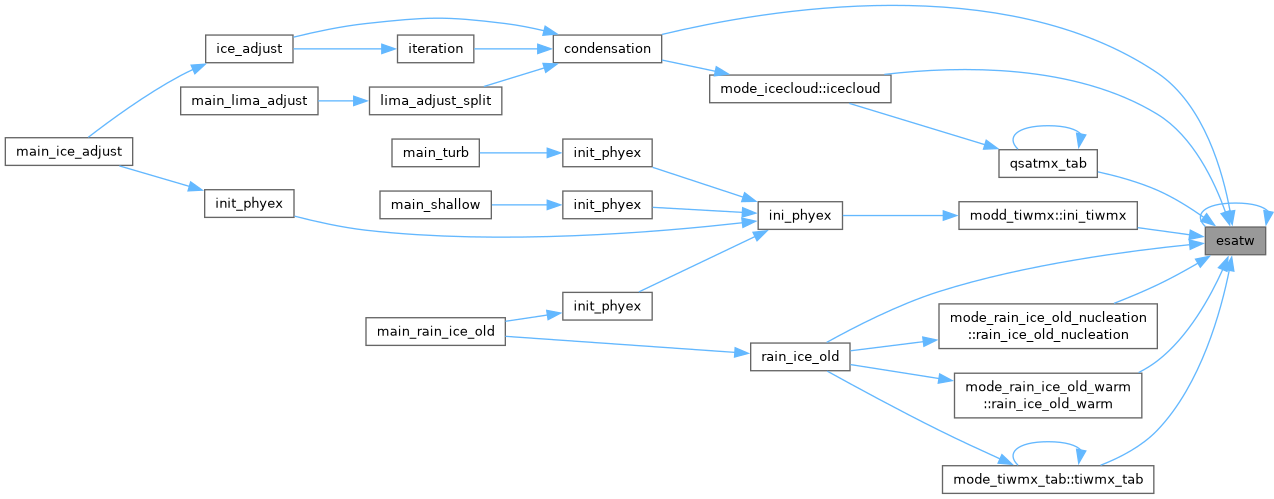 ice_adjust
iteration
condensation
mode_icecloud::icecloud
main_lima_adjust
lima_adjust_split
main_ice_adjust
main_turb
init_phyex
qsatmx_tab
init_phyex
main_shallow
init_phyex
ini_phyex
modd_tiwmx::ini_tiwmx
esatw
init_phyex
main_rain_ice_old
mode_rain_ice_old_nucleation
::rain_ice_old_nucleation
rain_ice_old
mode_rain_ice_old_warm
::rain_ice_old_warm
mode_tiwmx_tab::tiwmx_tab